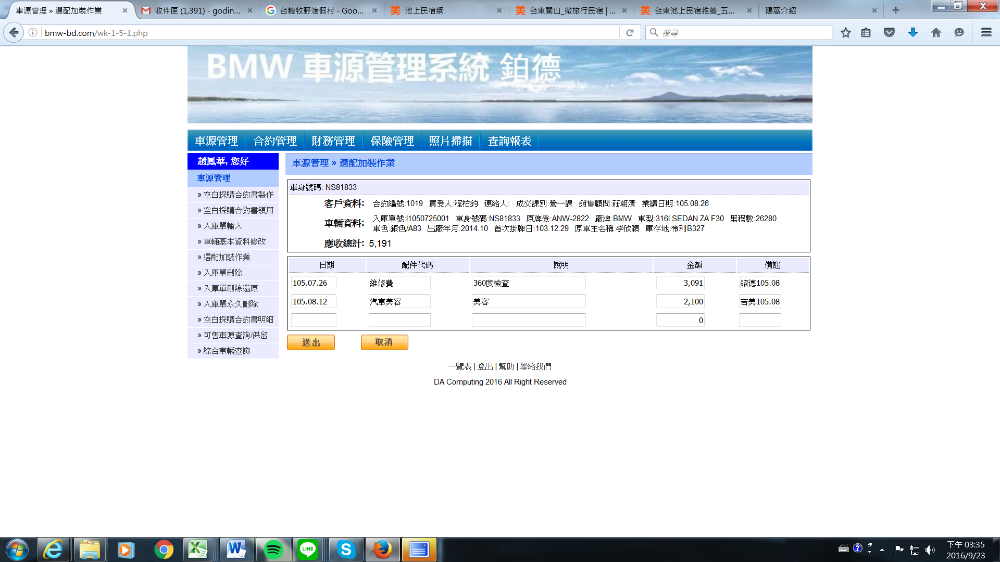 車源管理 » 選配加裝作業
收件匣 (1,391) - godin...
台糖牧野渡假村 - Goo...
池上民宿網
台東關山_微旅行民宿 | ...
台東池上民宿推薦_五...
鵝窩介紹
bmw-bd.com/wk-1-5-1.php
搜尋
BMW 車源管理系統 鉑德
車源管理 合約管理 財務管理 保險管理 照片掃描 查詢報表
趙鳳華, 您好
車源管理
» 空白採購合約書製作
» 空白採購合約書領用
» 入庫單輸入
» 車輛基本資料修改
» 選配加裝作業
» 入庫單刪除
» 入庫單刪除還原
» 入庫單永久刪除
» 空白採購合約書明細
» 可售車源查詢/保留
» 綜合車輛查詢
車源管理 » 選配加裝作業
車身號碼: NS81833
客戶資料: 合約編號:1019 買受人:程柏鈞 連絡人: 成交課別:營一課 銷售顧問:莊朝清 業績日期:105.08.26
車輛資料: 入庫單號:I1050725001 車身號碼:NS81833 原牌登:ANW-2822 廠牌:BMW 車型:316I SEDAN ZA F30 里程數:26280
車色:銀色/A83 出廠年月:2014.10 首次掛牌日:103.12.29 原車主名稱:李欣穎 庫存地:帝利B327
應收總計: 5,191
日期 配件代碼 說明 金額 備註
105.07.26 維修費 360度檢查 3,091 鎔德105.08
105.08.12 汽車美容 美容 2,100 吉美105.08
0
送出 取消
一覽表 | 登出 | 幫助 | 聯絡我們
DA Computing 2016 All Right Reserved
LINE
下午 03:35
2016/9/23